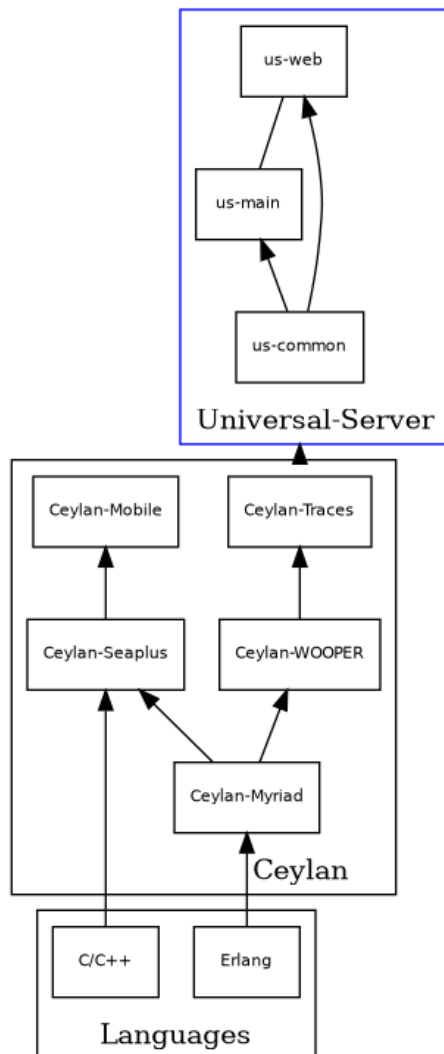 us-web
us-main
us-common
Universal-Server
Ceylan-Mobile
Ceylan-Traces
Ceylan-Seaplus
Ceylan-WOOPER
Ceylan-Myriad
Ceylan
C/C++
Erlang
Languages